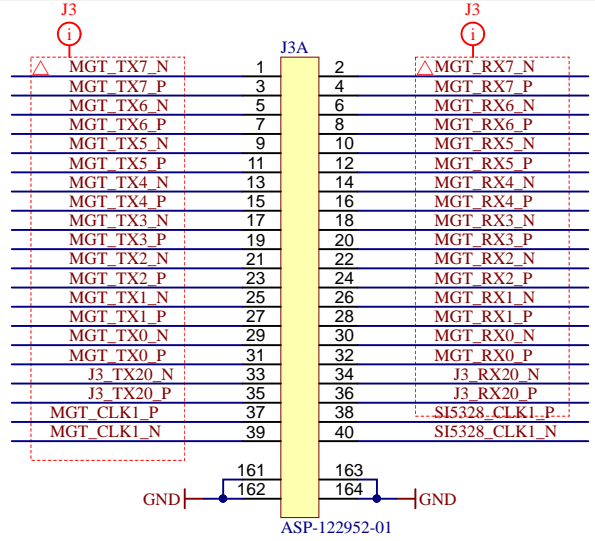 J3 J3
i i
J3A
MGT_TX7_N 1 2 MGT_RX7_N
MGT_TX7_P 3 4 MGT_RX7_P
MGT_TX6_N 5 6 MGT_RX6_N
MGT_TX6_P 7 8 MGT_RX6_P
MGT_TX5_N 9 10 MGT_RX5_N
MGT_TX5_P 11 12 MGT_RX5_P
MGT_TX4_N 13 14 MGT_RX4_N
MGT_TX4_P 15 16 MGT_RX4_P
MGT_TX3_N 17 18 MGT_RX3_N
MGT_TX3_P 19 20 MGT_RX3_P
MGT_TX2_N 21 22 MGT_RX2_N
MGT_TX2_P 23 24 MGT_RX2_P
MGT_TX1_N 25 26 MGT_RX1_N
MGT_TX1_P 27 28 MGT_RX1_P
MGT_TX0_N 29 30 MGT_RX0_N
MGT_TX0_P 31 32 MGT_RX0_P
J3_TX20_N 33 34 J3_RX20_N
J3_TX20_P 35 36 J3_RX20_P
MGT_CLK1_P 37 38 SI5328_CLK1_P
MGT_CLK1_N 39 40 SI5328_CLK1_N
161 163
GND 162 164 GND
ASP-122952-01